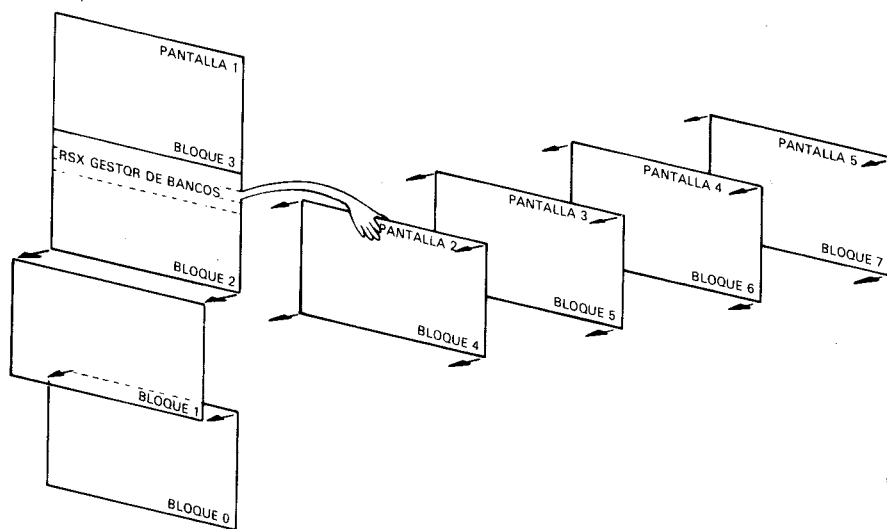 PANTALLA 1
BLOQUE 3
RSX GESTOR DE BANCOS
BLOQUE 2
BLOQUE 1
BLOQUE 0
PANTALLA 2
BLOQUE 4
PANTALLA 3
BLOQUE 5
PANTALLA 4
BLOQUE 6
PANTALLA 5
BLOQUE 7